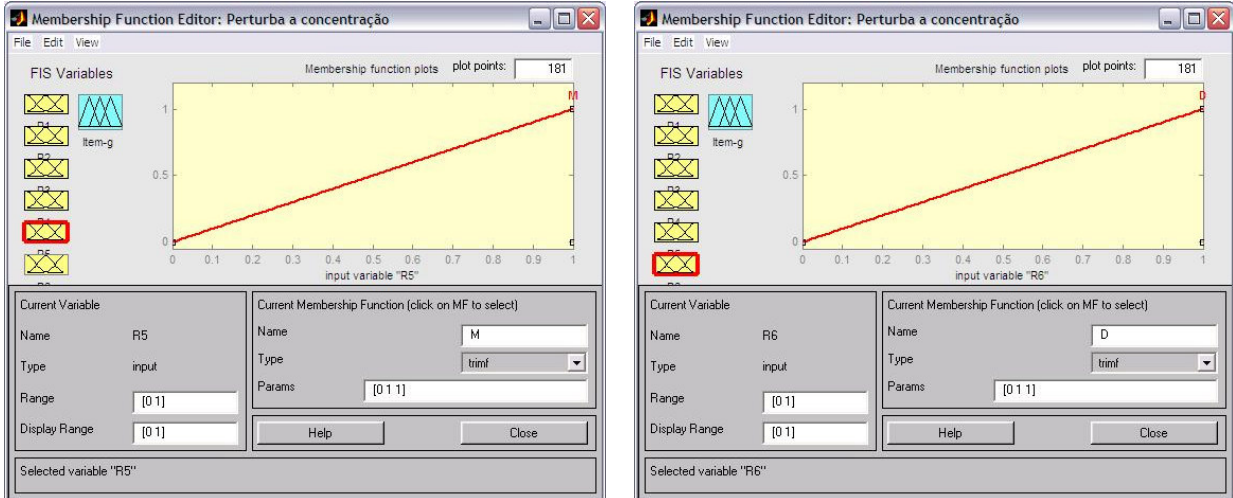 Membership Function Editor: Perturba a concentração
File Edit View
FIS Variables
Membership function plots plot points: 181
Item-g
M
1
0.5
0
0 0.1 0.2 0.3 0.4 0.5 0.6 0.7 0.8 0.9 1
input variable "R5"
Current Variable
Name R5
Type input
Range [0 1]
Display Range [0 1]
Current Membership Function (click on MF to select)
Name M
Type trimf
Params [0 1 1]
Help Close
Selected variable "R5"
Membership Function Editor: Perturba a concentração
File Edit View
FIS Variables
Membership function plots plot points: 181
Item-g
D
1
0.5
0
0 0.1 0.2 0.3 0.4 0.5 0.6 0.7 0.8 0.9 1
input variable "R6"
Current Variable
Name R6
Type input
Range [0 1]
Display Range [0 1]
Current Membership Function (click on MF to select)
Name D
Type trimf
Params [0 1 1]
Help Close
Selected variable "R6"